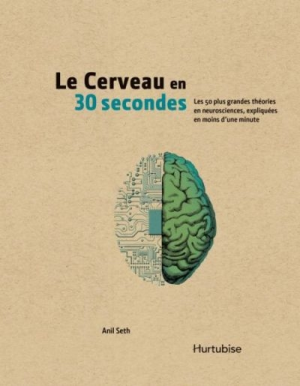 Le Cerveau en
30 secondes
Les 50 plus grandes théories
en neurosciences, expliquées
en moins d'une minute
Anil Seth
Hurtubise